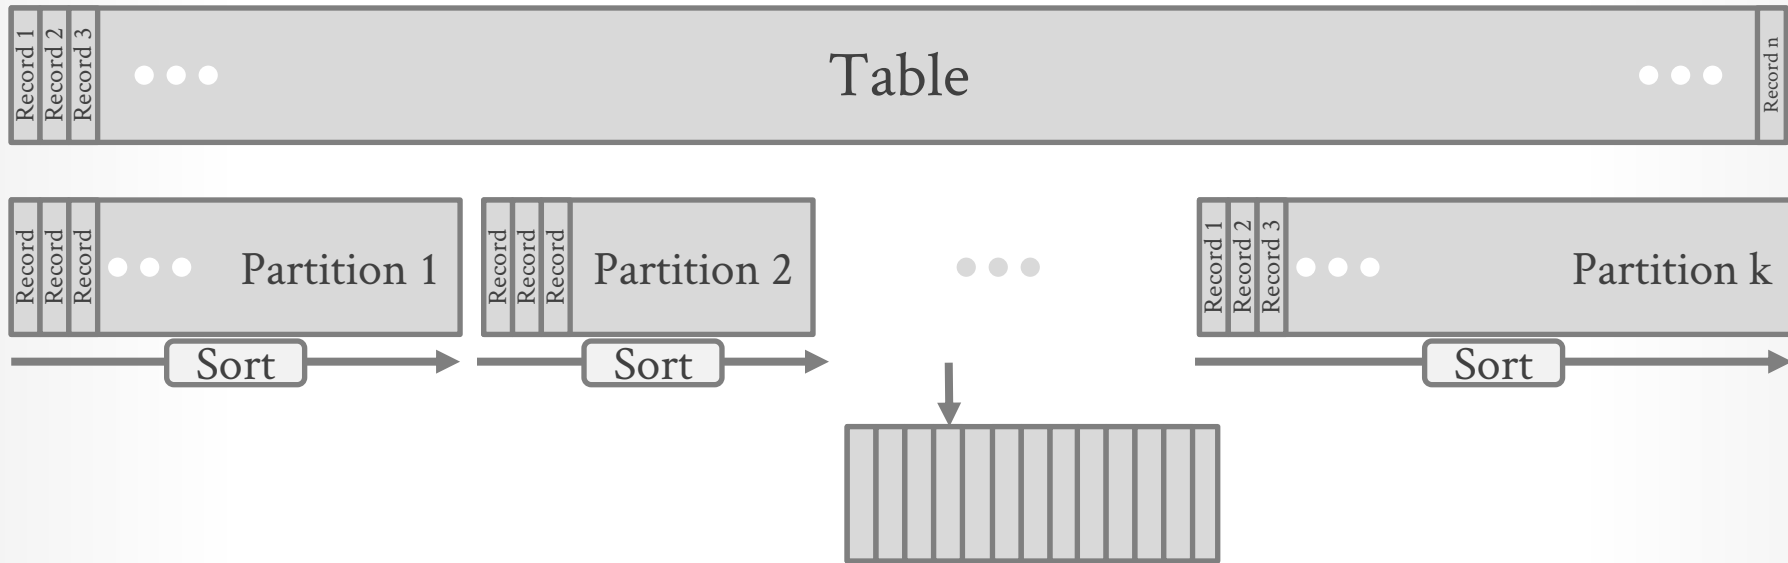 Record 1
Record 2
Record 3
Table
Record n
Record
Record
Record
Partition 1
Record
Record
Record
Partition 2
Record 1
Record 2
Record 3
Partition k
Sort
Sort
Sort